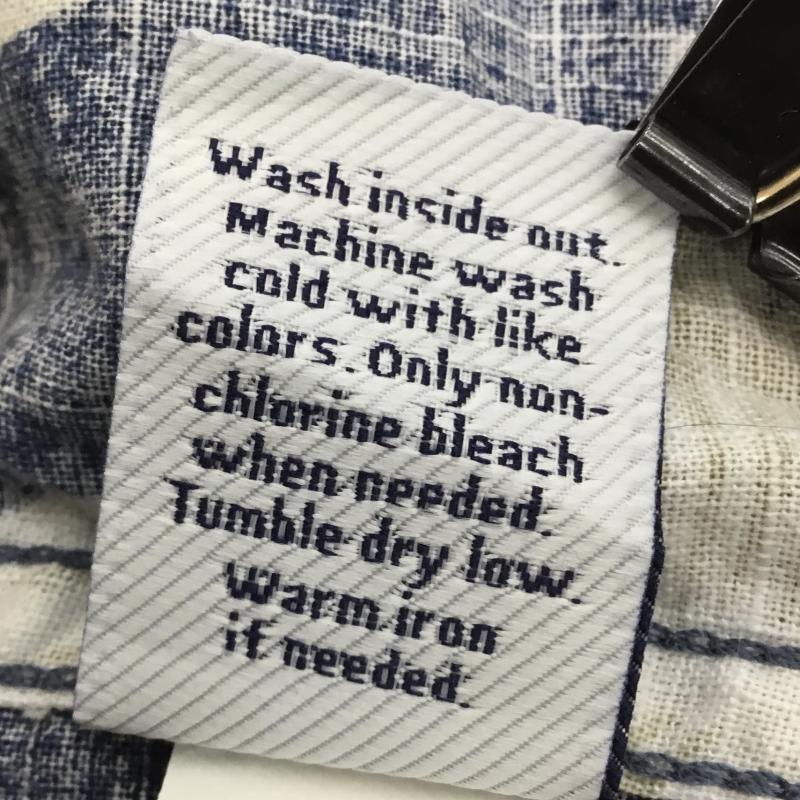 Wash inside out.
Machine wash
cold with like
colors. Only non-
chlorine bleach
when needed.
Tumble dry low.
Warm iron
if needed.